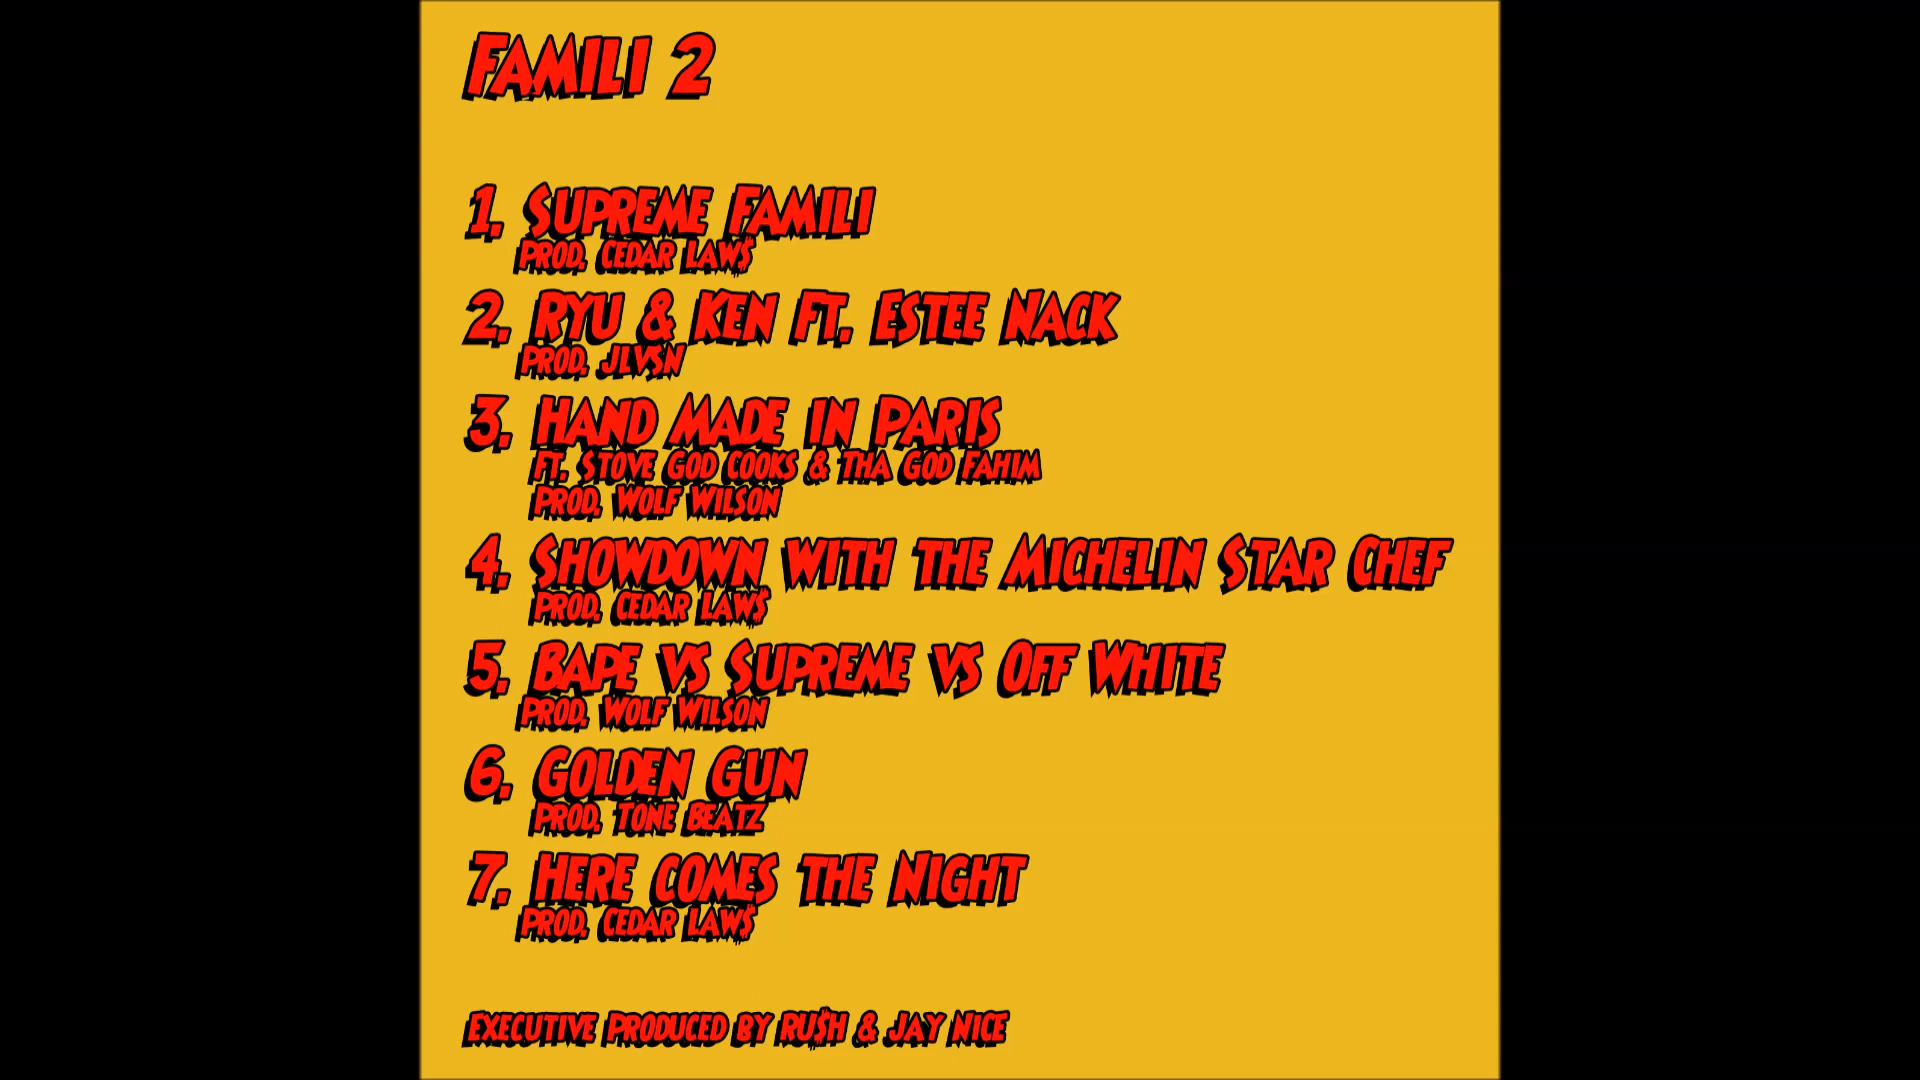 Famili 2
1. Supreme Famili
Prod. Cedar Law$
2. Ryu & Ken Ft. Estee Nack
Prod. JLVSN
3. Hand Made in Paris
Ft. Stove God Cooks & Tha God Fahim
Prod. Wolf Wilson
4. Showdown with the Michelin Star Chef
Prod. Cedar Law$
5. Bape vs Supreme vs Off White
Prod. Wolf Wilson
6. Golden Gun
Prod. Tone Beatz
7. Here comes the Night
Prod. Cedar Law$
Executive Produced by Ru$h & Jay Nice